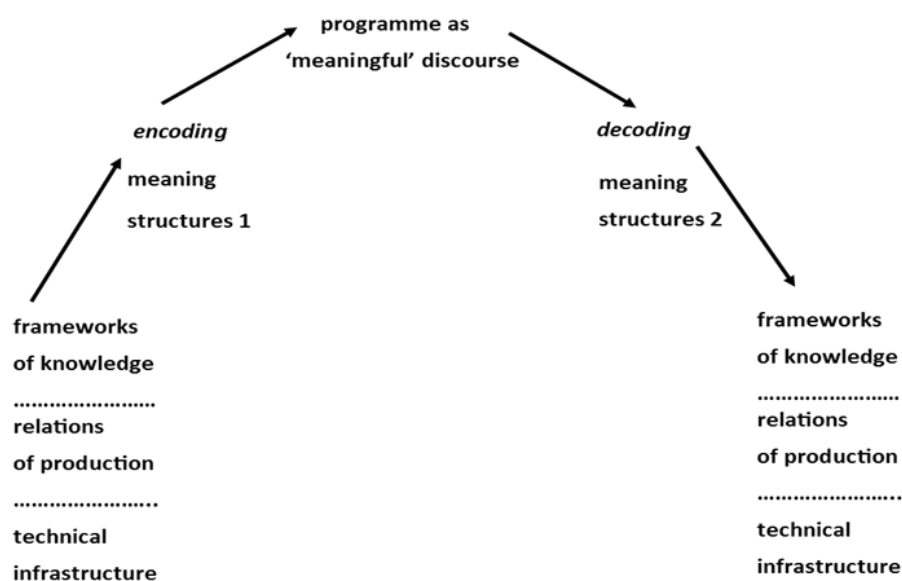 programme as
‘meaningful’ discourse
encoding
meaning
structures 1
decoding
meaning
structures 2
frameworks
of knowledge
……………………
relations
of production
…………………..
technical
infrastructure
frameworks
of knowledge
……………………
relations
of production
…………………..
technical
infrastructure